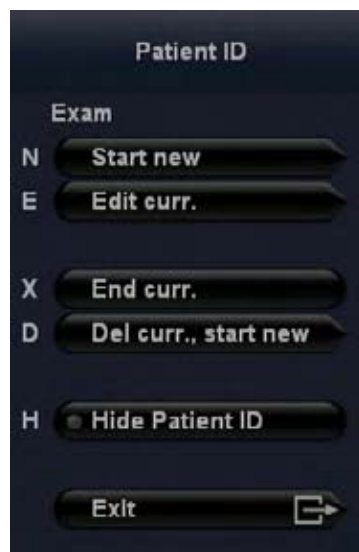 Patient ID
Exam
N Start new
E Edit curr.
X End curr.
D Del curr., start new
H Hide Patient ID
Exit